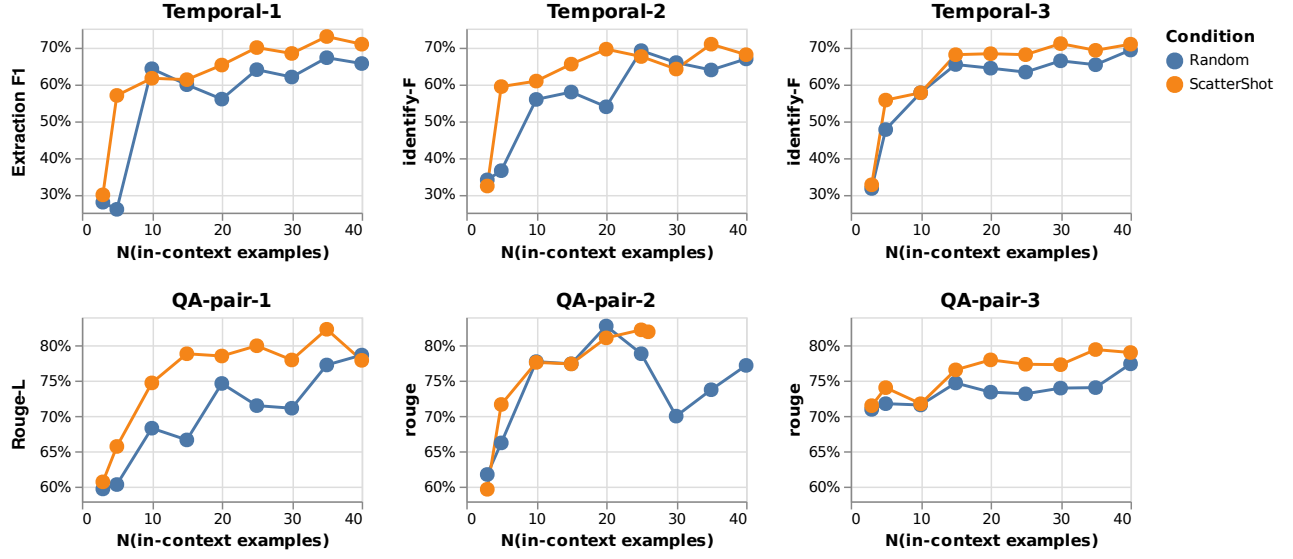 Temporal-1 Temporal-2 Temporal-3
Condition
Random
ScatterShot
Extraction F1
70%
60%
50%
40%
30%
0 10 20 30 40
N(in-context examples)
identify-F
70%
60%
50%
40%
30%
0 10 20 30 40
N(in-context examples)
identify-F
70%
60%
50%
40%
30%
0 10 20 30 40
N(in-context examples)
QA-pair-1 QA-pair-2 QA-pair-3
Rouge-L
80%
75%
70%
65%
60%
0 10 20 30 40
N(in-context examples)
rouge
80%
75%
70%
65%
60%
0 10 20 30 40
N(in-context examples)
rouge
80%
75%
70%
65%
60%
0 10 20 30 40
N(in-context examples)